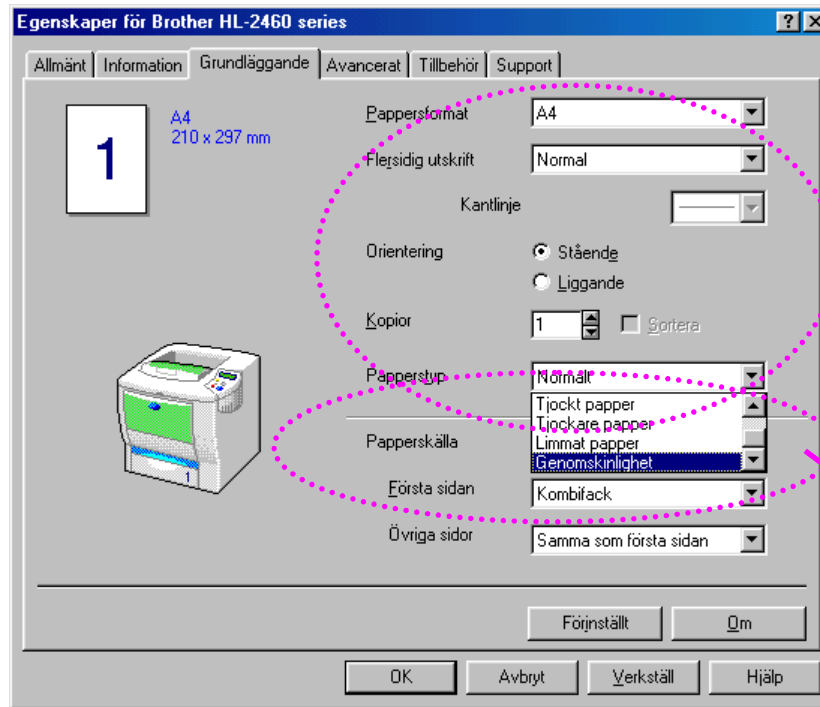 Egenskaper för Brother HL-2460 series
Allmänt Information Grundläggande Avancerat Tillbehör Support
1
A4
210 x 297 mm
Pappersformat A4
Flersidig utskrift Normal
Kantlinje
Orientering Stående
Liggande
Kopior 1 Sortera
Papperstyp Normalt
Tjockt papper
Tjockare papper
Limmat papper
Genomskinlighet
Papperskälla
Första sidan Kombifack
Övriga sidor Samma som första sidan
1
Förinställt Om
OK Avbryt Verkställ Hjälp